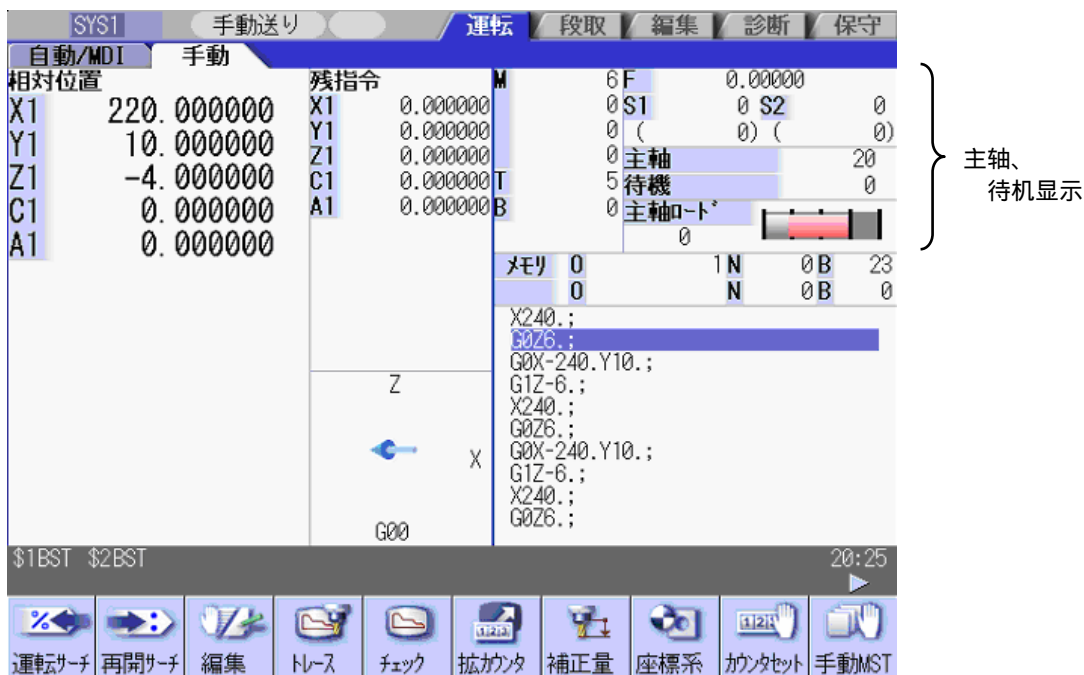 SYS1 手動送り 運転 段取 編集 診断 保守
自動/MDI 手動
相対位置
X1 220.000000
Y1 10.000000
Z1 -4.000000
C1 0.000000
A1 0.000000
残指令
X1 0.000000
Y1 0.000000
Z1 0.000000
C1 0.000000
A1 0.000000
Z
X
G00
M 6
0
0
0
T 5
B 0
F 0.00000
S1 0 S2 0
( 0) ( 0)
主軸 20
待機 0
主軸ﾛｰﾄﾞ
0
主轴、
待机显示
ﾒﾓﾘ O 1 N 0 B 23
O N 0 B 0
X240.;
G0Z6.;
G0X-240.Y10.;
G1Z-6.;
X240.;
G0Z6.;
G0X-240.Y10.;
G1Z-6.;
X240.;
G0Z6.;
$1BST $2BST 20:25
運転ｻｰﾁ 再開ｻｰﾁ 編集 ﾄﾚｰｽ ﾁｪｯｸ 拡ｶｳﾝﾀ 補正量 座標系 ｶｳﾝﾀｾｯﾄ 手動MST